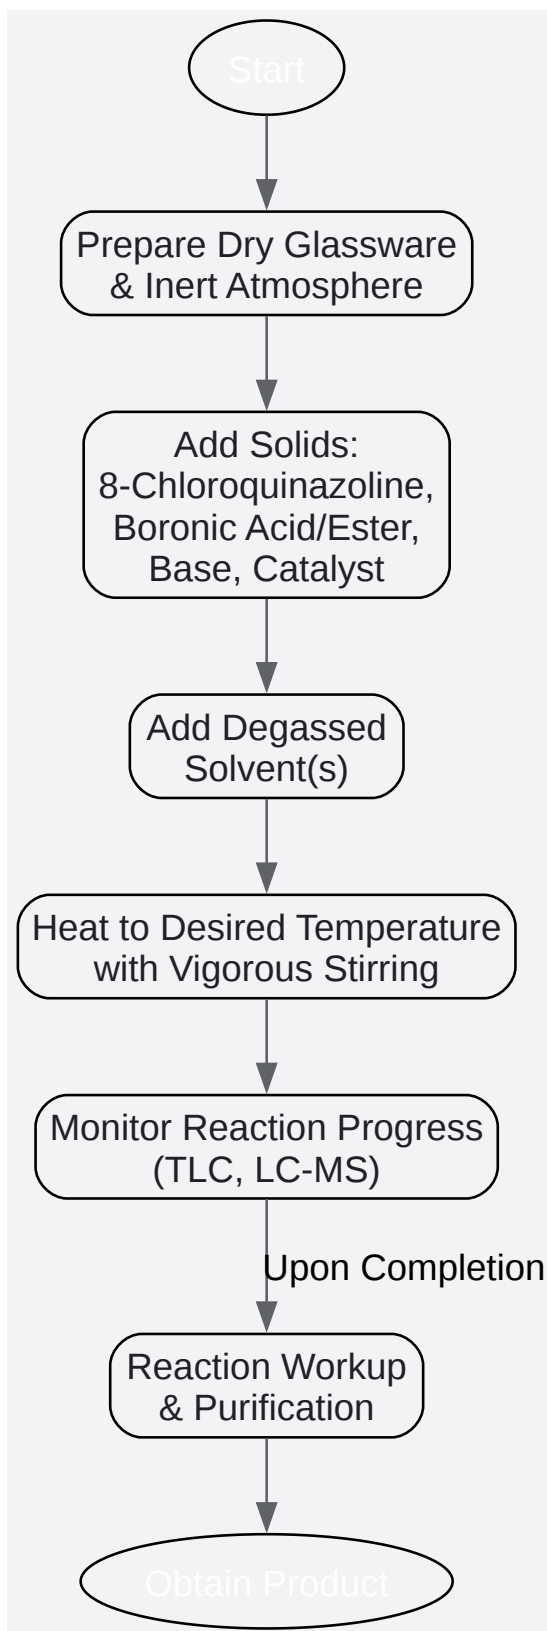 Start
Prepare Dry Glassware
& Inert Atmosphere
Add Solids:
8-Chloroquinazoline,
Boronic Acid/Ester,
Base, Catalyst
Add Degassed
Solvent(s)
Heat to Desired Temperature
with Vigorous Stirring
Monitor Reaction Progress
(TLC, LC-MS)
Upon Completion
Reaction Workup
& Purification
Obtain Product